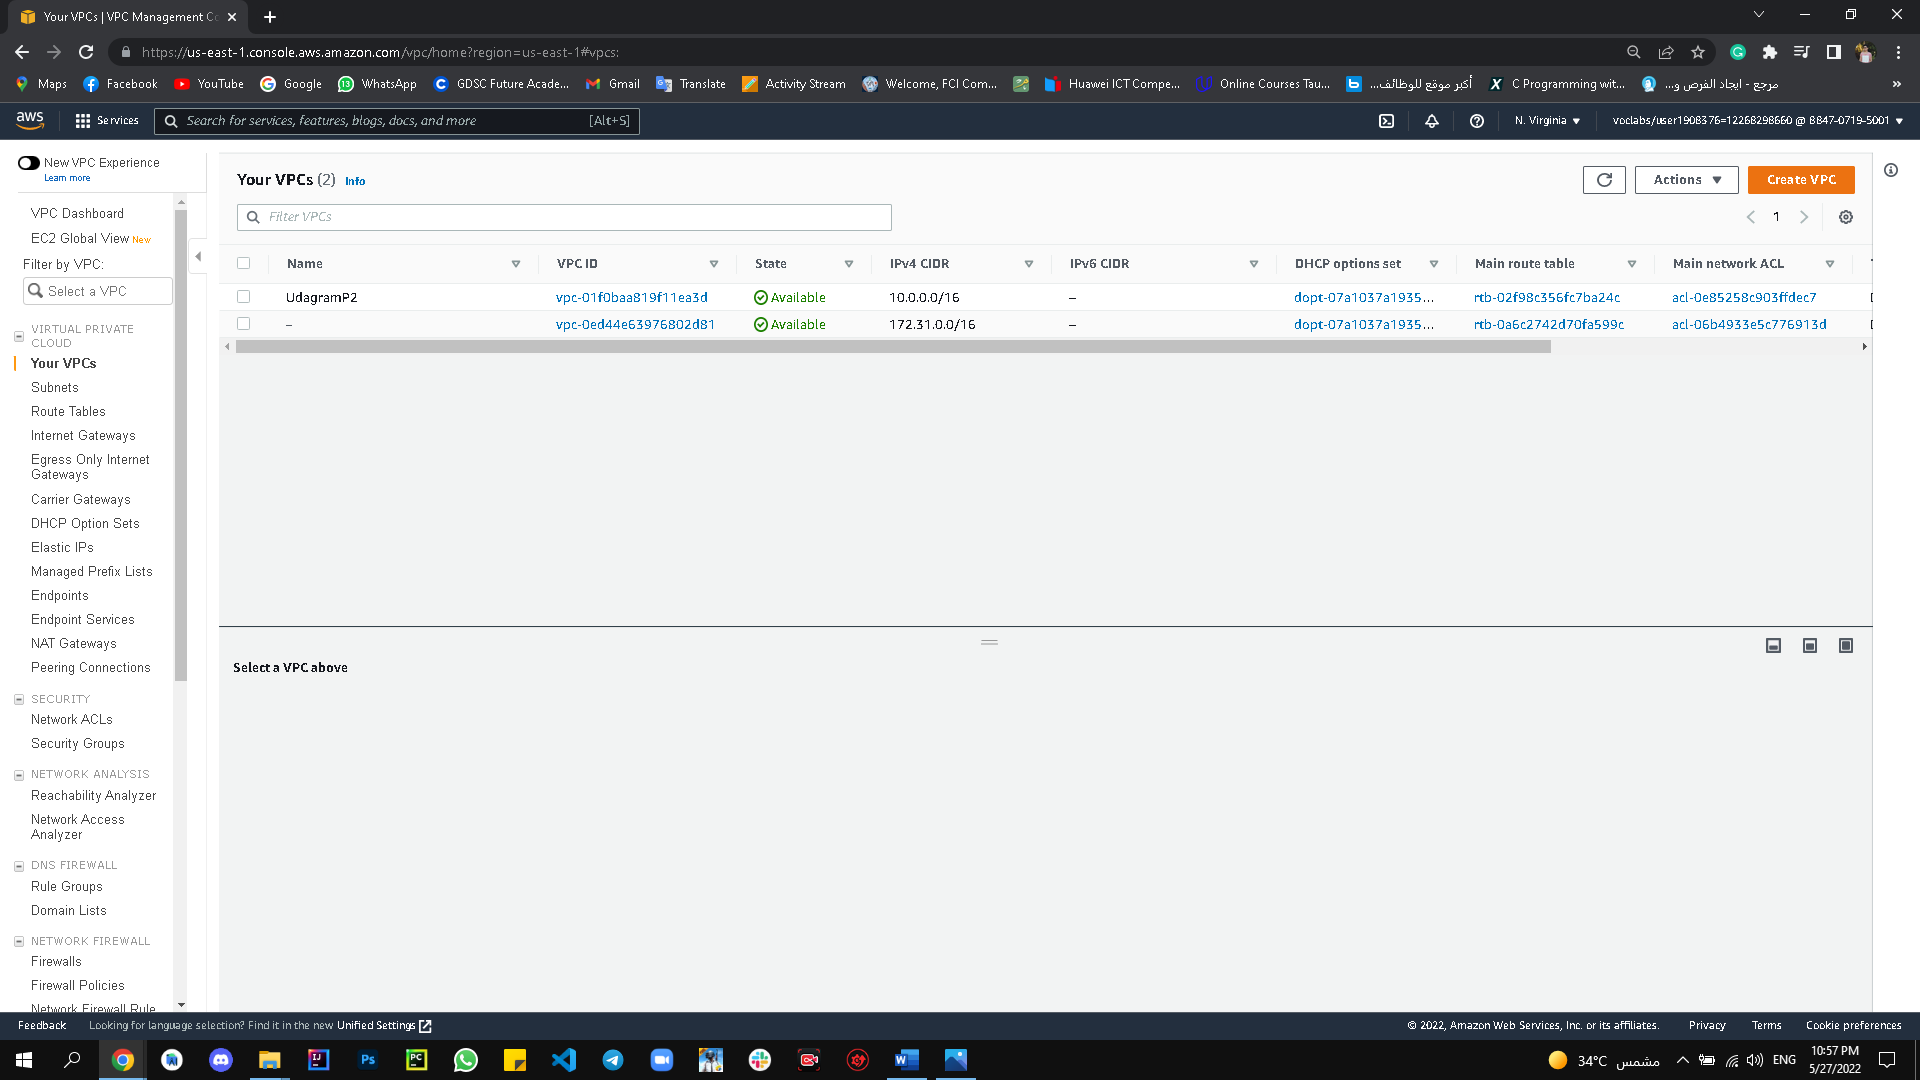 Your VPCs | VPC Management Co
https://us-east-1.console.aws.amazon.com/vpc/home?region=us-east-1#vpcs:
Maps Facebook YouTube Google WhatsApp GDSC Future Acade... Gmail Translate Activity Stream Welcome, FCI Com... Huawei ICT Compe... Online Courses Tau... أكبر موقع للوظائف... C Programming wit... مرجع - ايجاد الفرص و... »
aws Services Search for services, features, blogs, docs, and more [Alt+S] N. Virginia voclabs/user1908376=12268298660 @ 8847-0719-5001
New VPC Experience
Learn more
VPC Dashboard
EC2 Global View New
Filter by VPC:
Select a VPC
VIRTUAL PRIVATE
CLOUD
Your VPCs
Subnets
Route Tables
Internet Gateways
Egress Only Internet
Gateways
Carrier Gateways
DHCP Option Sets
Elastic IPs
Managed Prefix Lists
Endpoints
Endpoint Services
NAT Gateways
Peering Connections
SECURITY
Network ACLs
Security Groups
NETWORK ANALYSIS
Reachability Analyzer
Network Access
Analyzer
DNS FIREWALL
Rule Groups
Domain Lists
NETWORK FIREWALL
Firewalls
Firewall Policies
Network Firewall Rule
Your VPCs (2) Info
Actions Create VPC
Filter VPCs
1
Name VPC ID State IPv4 CIDR IPv6 CIDR DHCP options set Main route table Main network ACL
UdagramP2 vpc-01f0baa819f11ea3d Available 10.0.0.0/16 – dopt-07a1037a1935... rtb-02f98c356fc7ba24c acl-0e85258c903ffdec7
– vpc-0ed44e63976802d81 Available 172.31.0.0/16 – dopt-07a1037a1935... rtb-0a6c2742d70fa599c acl-06b4933e5c776913d
Select a VPC above
Feedback Looking for language selection? Find it in the new Unified Settings © 2022, Amazon Web Services, Inc. or its affiliates. Privacy Terms Cookie preferences
34°C مشمس ENG 10:57 PM
5/27/2022